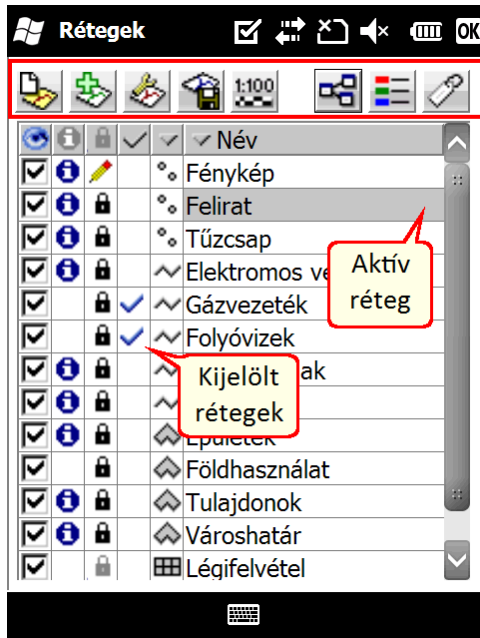 Rétegek OK
1:100
Név
Fénykép
Felirat
Tűzcsap
Elektromos ve
Aktív
réteg
Gázvezeték
Folyóvizek
ak
Kijelölt
rétegek
Épületek
Földhasználat
Tulajdonok
Városhatár
Légifelvétel